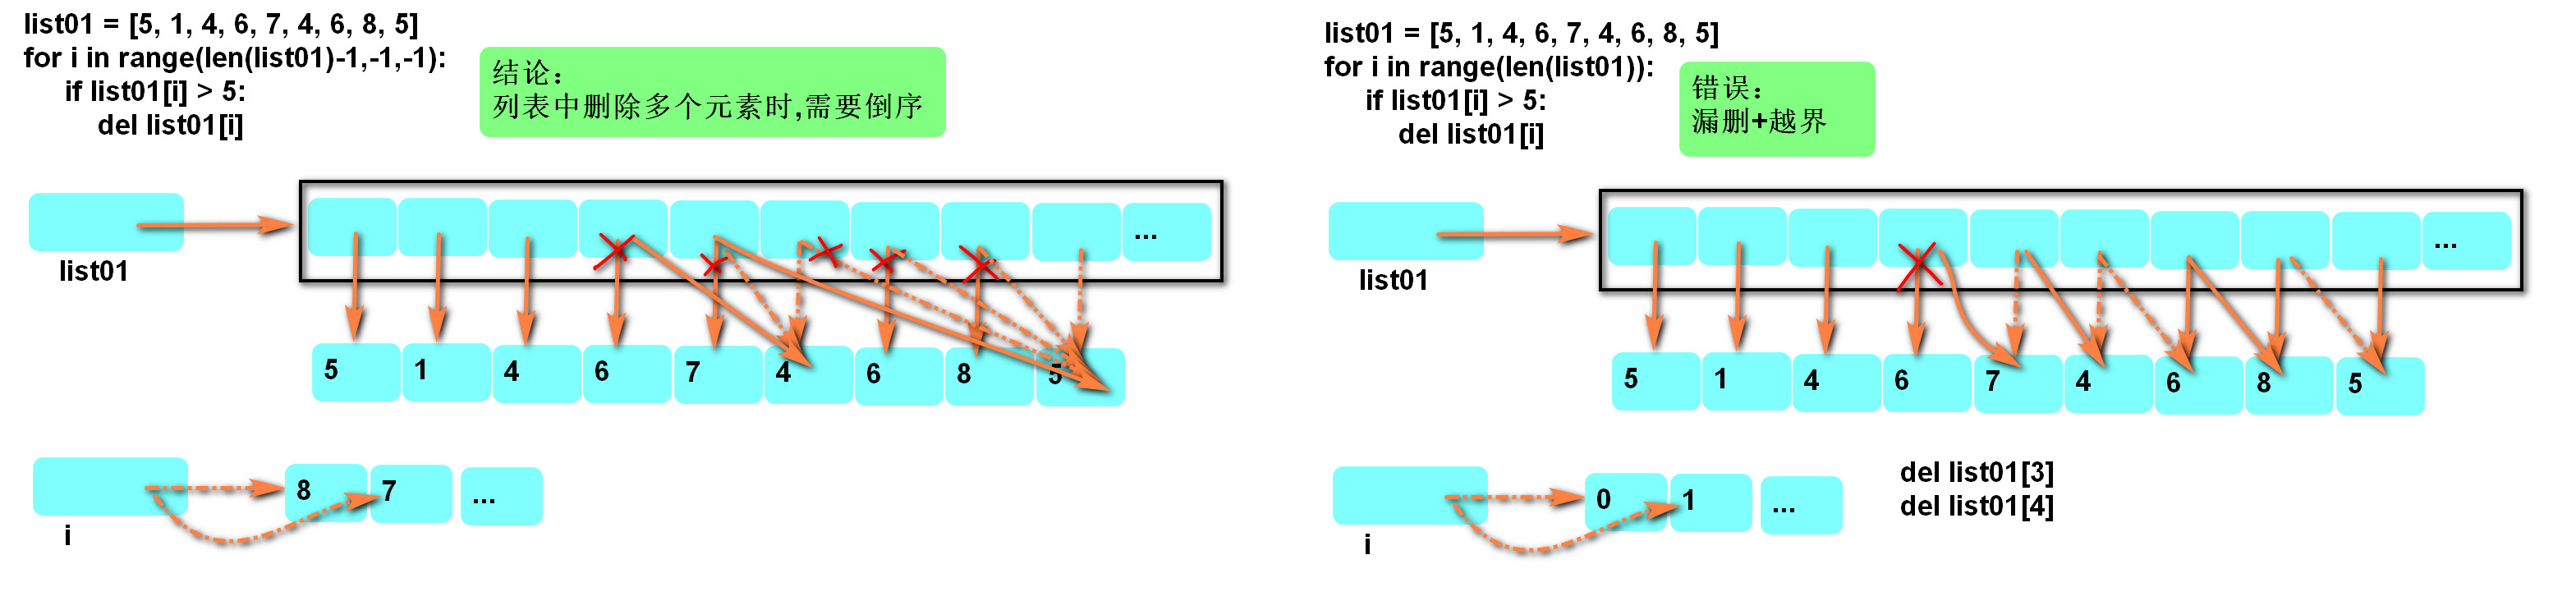 list01 = [5, 1, 4, 6, 7, 4, 6, 8, 5]
for i in range(len(list01)-1,-1,-1):
if list01[i] > 5:
del list01[i]
结论：
列表中删除多个元素时,需要倒序
list01
...
5 1 4 6 7 4 6 8 5
8 7 ...
i
list01 = [5, 1, 4, 6, 7, 4, 6, 8, 5]
for i in range(len(list01)):
if list01[i] > 5:
del list01[i]
错误：
漏删+越界
list01
...
5 1 4 6 7 4 6 8 5
0 1 ...
i
del list01[3]
del list01[4]